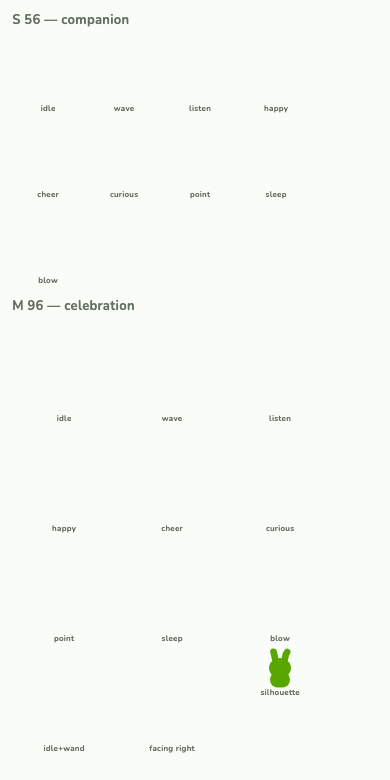 S 56 — companion
idle wave listen happy
cheer curious point sleep
blow
M 96 — celebration
idle wave listen
happy cheer curious
point sleep blow
silhouette
idle+wand facing right